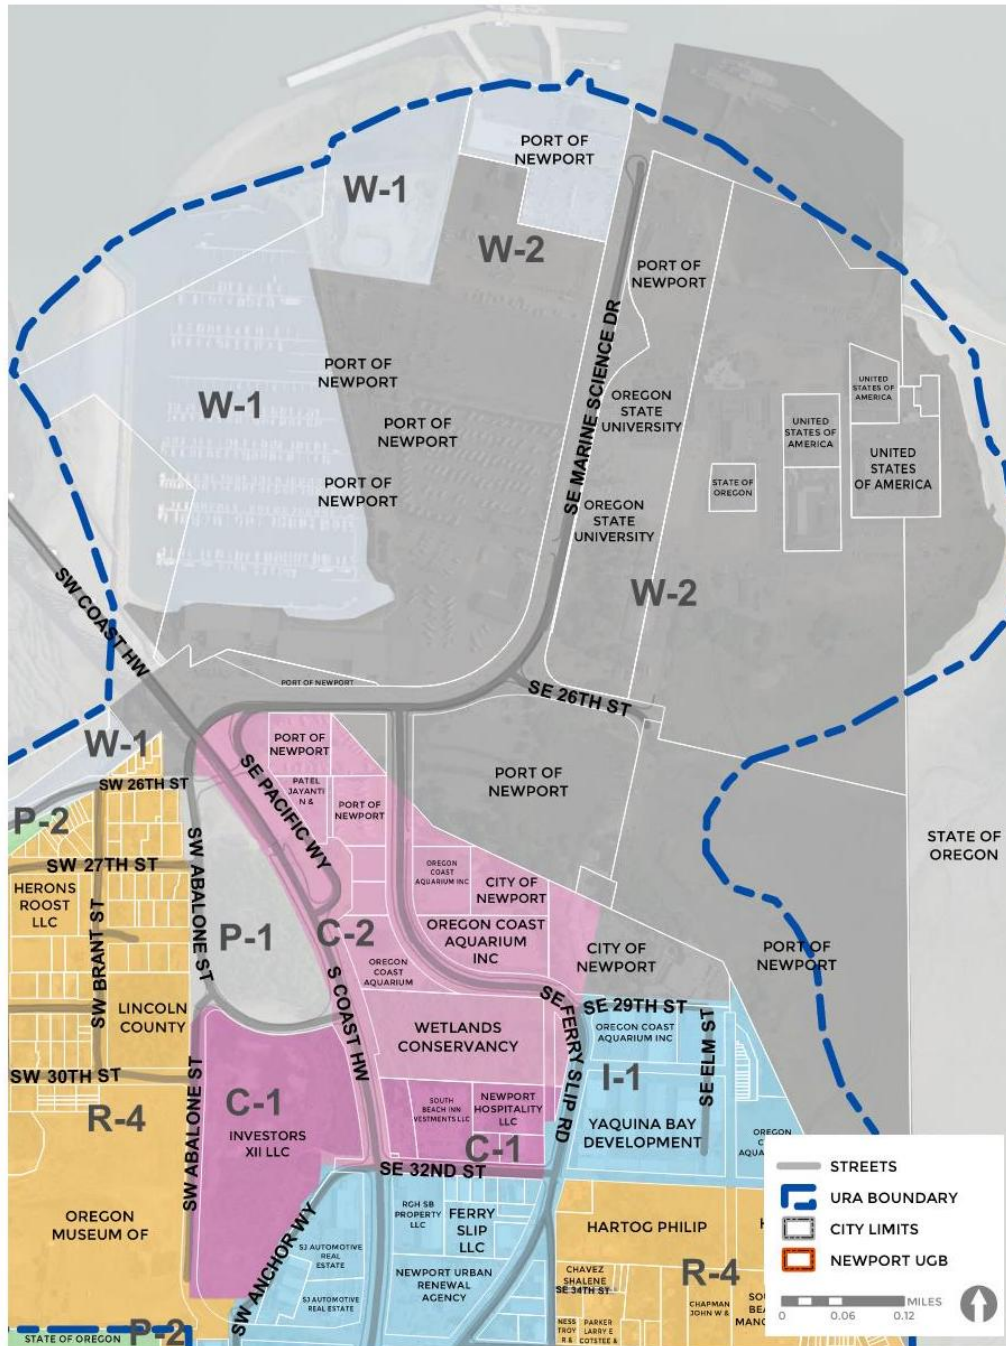 PORT OF
NEWPORT
W-1
W-2
PORT OF
NEWPORT
SE MARINE SCIENCE DR
PORT OF
NEWPORT
W-1
PORT OF
NEWPORT
PORT OF
NEWPORT
OREGON
STATE
UNIVERSITY
UNITED
STATES OF
AMERICA
UNITED
STATES OF
AMERICA
UNITED
STATES
OF AMERICA
STATE OF
OREGON
OREGON
STATE
UNIVERSITY
W-2
SW COAST HW
PORT OF NEWPORT
SE 26TH ST
W-1
PORT OF
NEWPORT
SE PACIFIC WY
SW 26TH ST
PATEL
JAYANTI
N &
PORT OF
NEWPORT
PORT OF
NEWPORT
P-2
SW 27TH ST
SW ABALONE ST
STATE OF
OREGON
HERONS
ROOST
LLC
SW BRANT ST
OREGON
COAST
AQUARIUM INC
CITY OF
NEWPORT
P-1
C-2
OREGON COAST
AQUARIUM
INC
CITY OF
NEWPORT
PORT OF
NEWPORT
OREGON
COAST
AQUARIUM
S COAST HW
LINCOLN
COUNTY
SE FERRY SLIP RD
SE 29TH ST
OREGON COAST
AQUARIUM INC
SE ELM ST
WETLANDS
CONSERVANCY
SW 30TH ST
SW ABALONE ST
I-1
R-4
C-1
INVESTORS
XII LLC
SOUTH
BEACH INN
VESTMENTS LLC
NEWPORT
HOSPITALITY
LLC
C-1
YAQUINA BAY
DEVELOPMENT
OREGON
SE 32ND ST
OREGON
MUSEUM OF
SW ANCHOR WY
RGH SB
PROPERTY
LLC
FERRY
SLIP
LLC
HARTOG PHILIP
SJ AUTOMOTIVE
REAL
ESTATE
NEWPORT URBAN
RENEWAL
AGENCY
CHAVEZ
SHALENE
SE 34TH ST
R-4
SJ AUTOMOTIVE
REAL ESTATE
NESS
TROY
R &
PARKER
LARRY E
COTSTEE &
CHAPMAN
JOHN W &
STATE OF OREGON
P-2
STREETS
URA BOUNDARY
CITY LIMITS
NEWPORT UGB
MILES
0 0.06 0.12